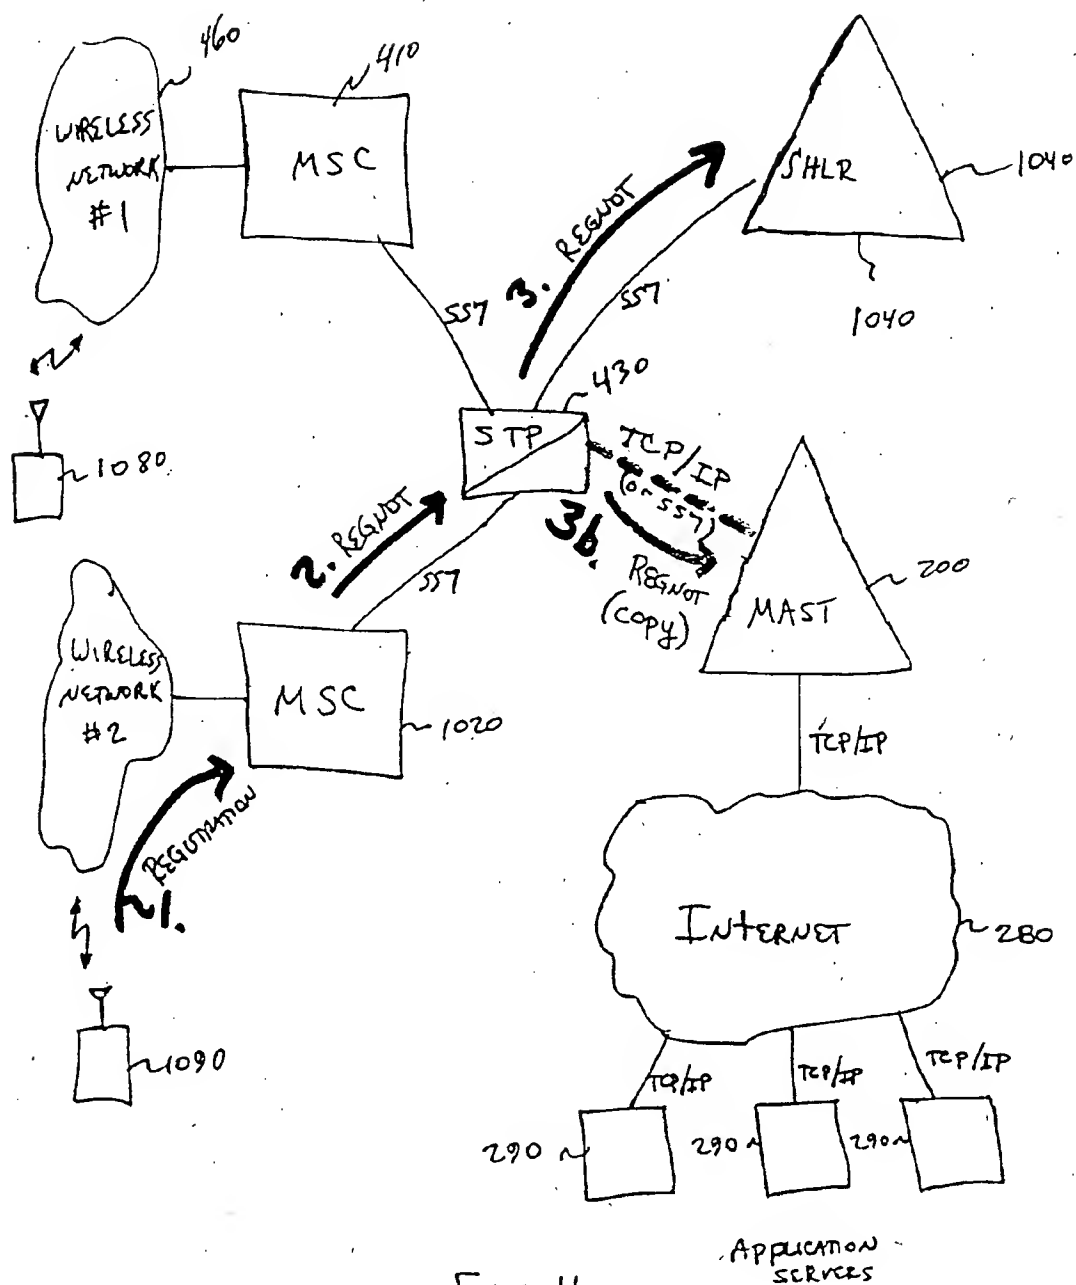 460
410
WIRELESS
NETWORK
#1
MSC
SHLR
1040
1040
3. REGNOT
SS7
SS7
430
STP
TCP/IP
(or SS7)
1080
2. REGNOT
3b.
REGNOT
(copy)
SS7
200
MAST
WIRELESS
NETWORK
#2
MSC
1020
TCP/IP
REGISTRATION
1.
INTERNET
280
1090
TCP/IP
TCP/IP
TCP/IP
290
290
290
APPLICATION
SERVERS